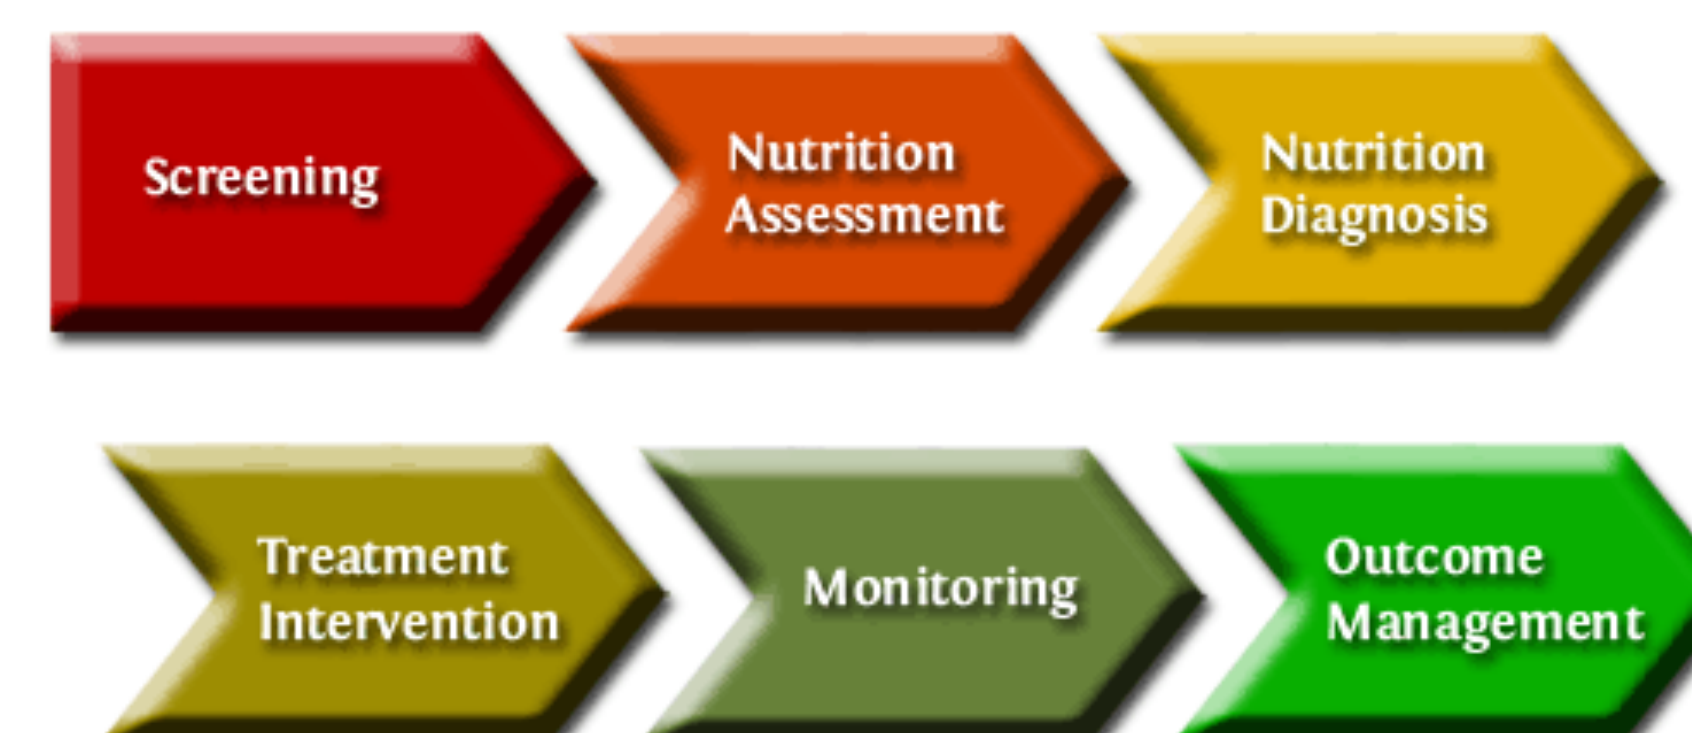 Screening
Nutrition
Assessment
Nutrition
Diagnosis
Treatment
Intervention
Monitoring
Outcome
Management